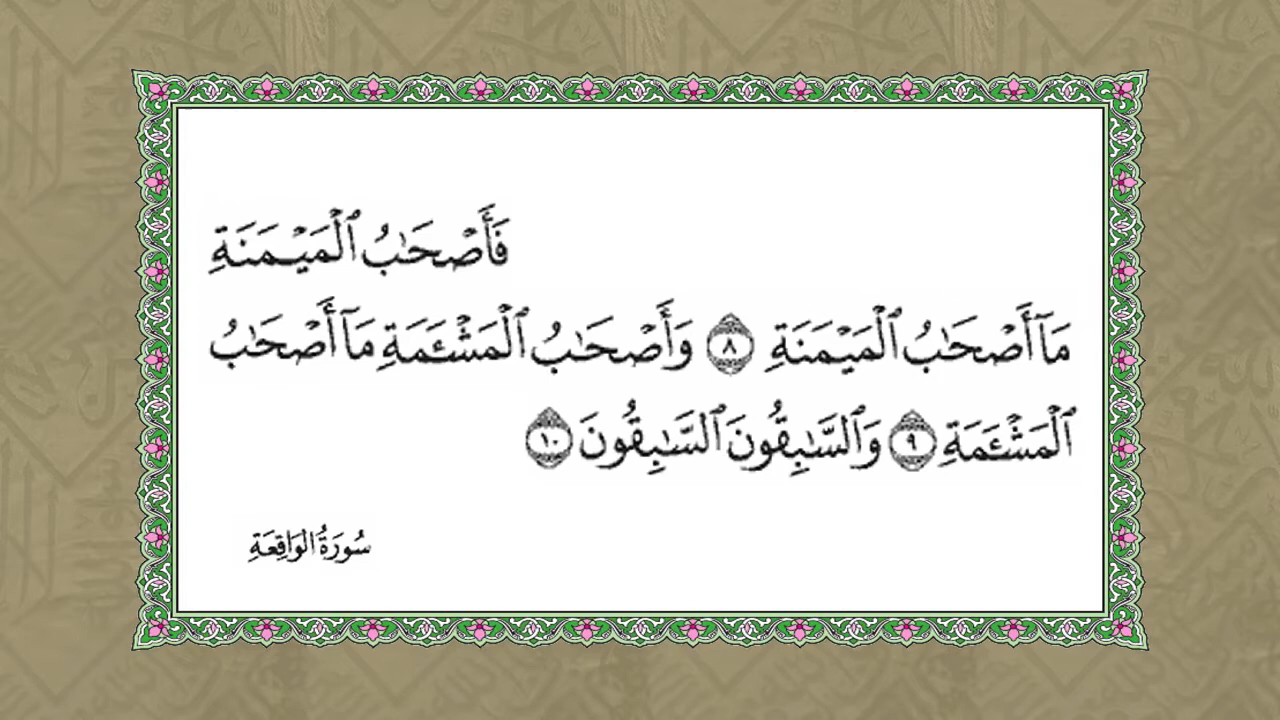 فَأَصْحَٰبُ ٱلْمَيْمَنَةِ
مَآ أَصْحَٰبُ ٱلْمَيْمَنَةِ ٨ وَأَصْحَٰبُ ٱلْمَشْـَٔمَةِ مَآ أَصْحَٰبُ
ٱلْمَشْـَٔمَةِ ٩ وَٱلسَّٰبِقُونَ ٱلسَّٰبِقُونَ ١٠
سُورَةُ الوَاقِعَةِ